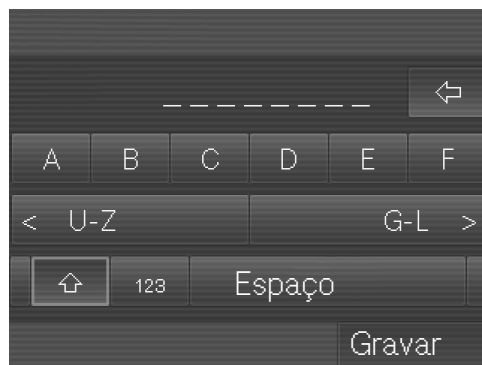 _ _ _ _ _ _ _ _ _
A B C D E F
< U-Z G-L >
123 Espaço
Gravar